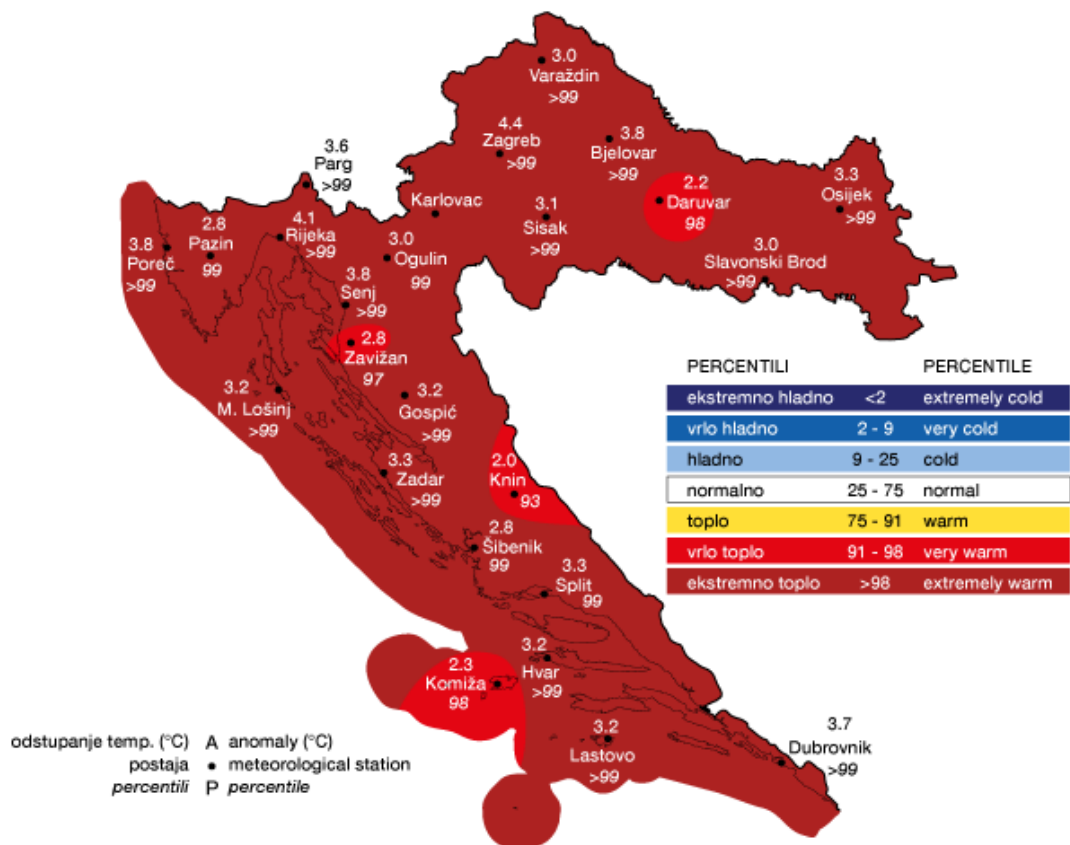 3.0
Varaždin
>99
4.4
Zagreb
>99
3.8
Bjelovar
>99
3.6
Parg
>99
2.2
Daruvar
98
3.3
Osijek
>99
Karlovac
3.1
Sisak
>99
3.0
Slavonski Brod
>99
3.8
Poreč
>99
2.8
Pazin
99
4.1
Rijeka
>99
3.0
Ogulin
99
3.8
Senj
>99
2.8
Zavižan
97
3.2
M. Lošinj
>99
3.2
Gospić
>99
3.3
Zadar
>99
2.0
Knin
93
2.8
Šibenik
99
3.3
Split
99
3.2
Hvar
>99
2.3
Komiža
98
3.2
Lastovo
>99
3.7
Dubrovnik
>99
PERCENTILI PERCENTILE
ekstremno hladno <2 extremely cold
vrlo hladno 2 - 9 very cold
hladno 9 - 25 cold
normalno 25 - 75 normal
toplo 75 - 91 warm
vrlo toplo 91 - 98 very warm
ekstremno toplo >98 extremely warm
odstupanje temp. (°C) A anomaly (°C)
postaja • meteorological station
percentili P percentile